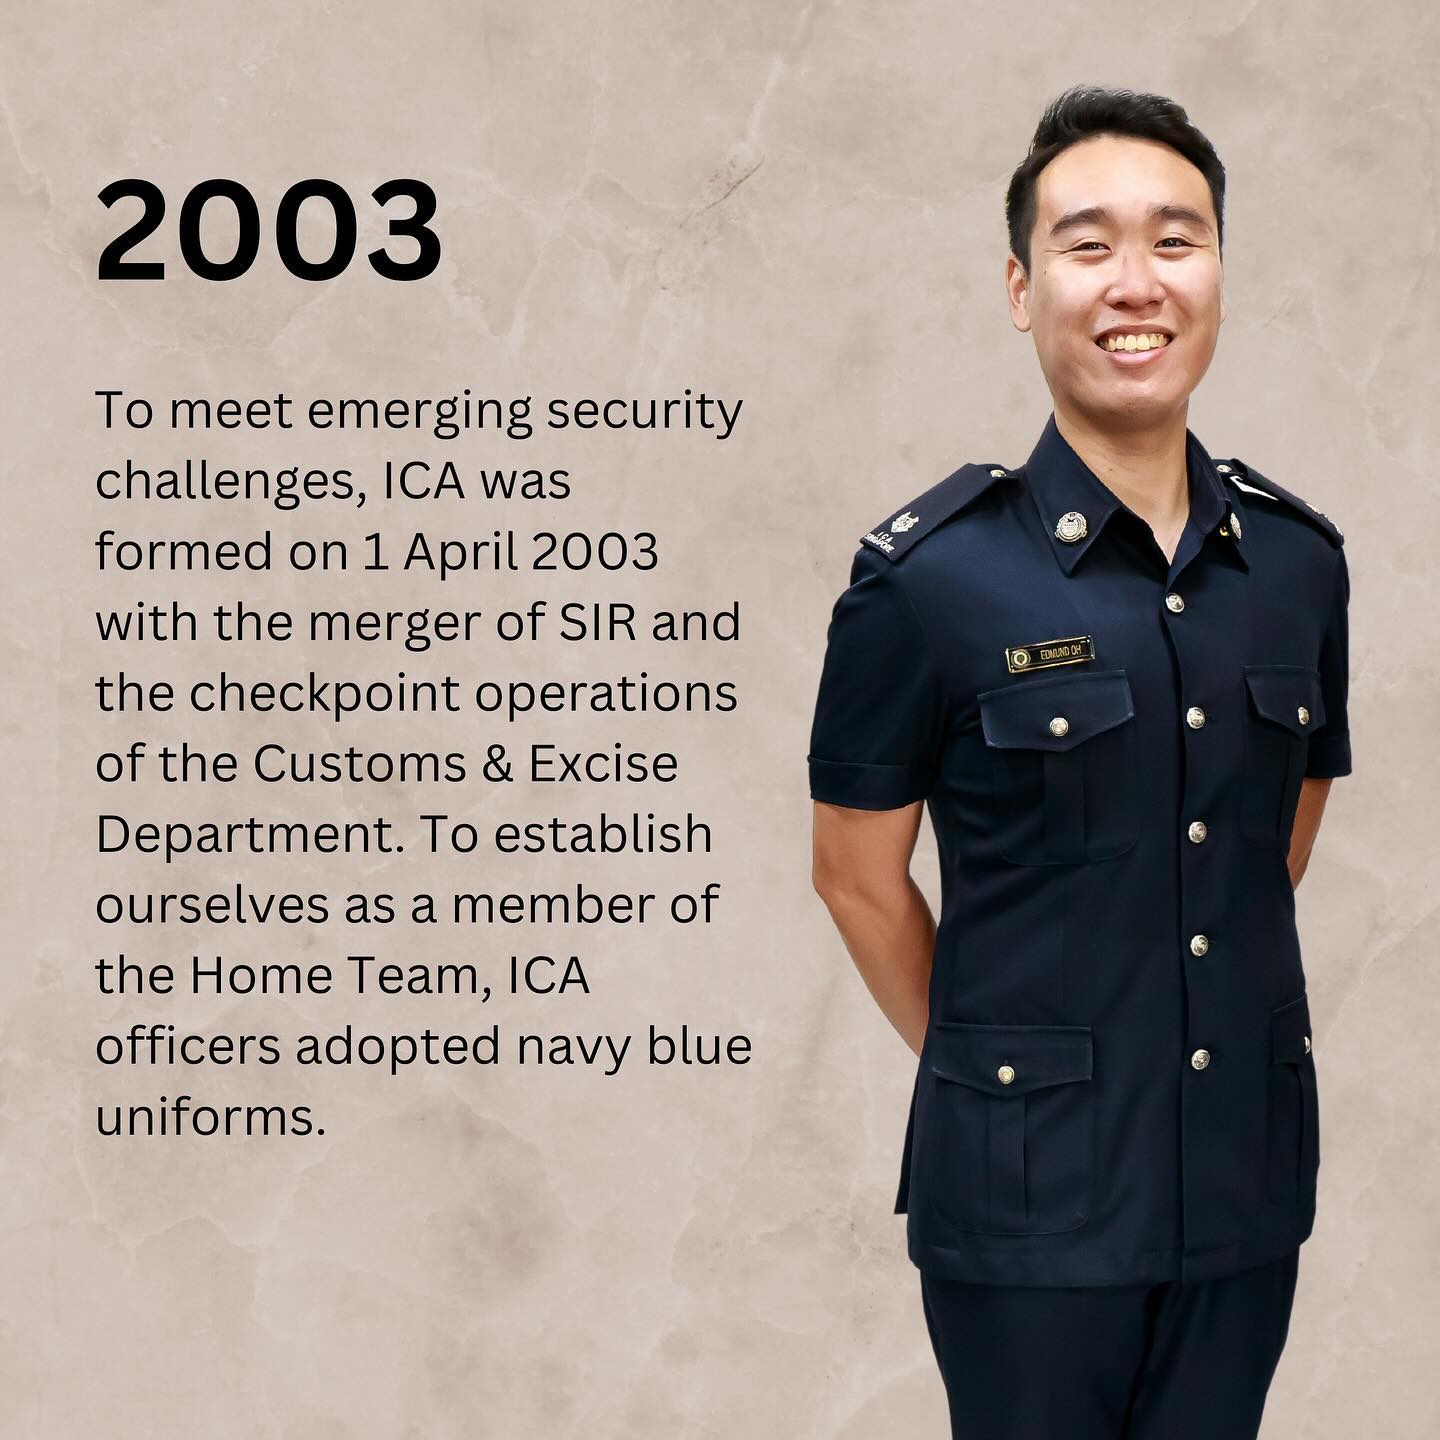 2003
To meet emerging security
challenges, ICA was
formed on 1 April 2003
with the merger of SIR and
the checkpoint operations
of the Customs & Excise
Department. To establish
ourselves as a member of
the Home Team, ICA
officers adopted navy blue
uniforms.
ICA
SINGAPORE
EDMUND OH